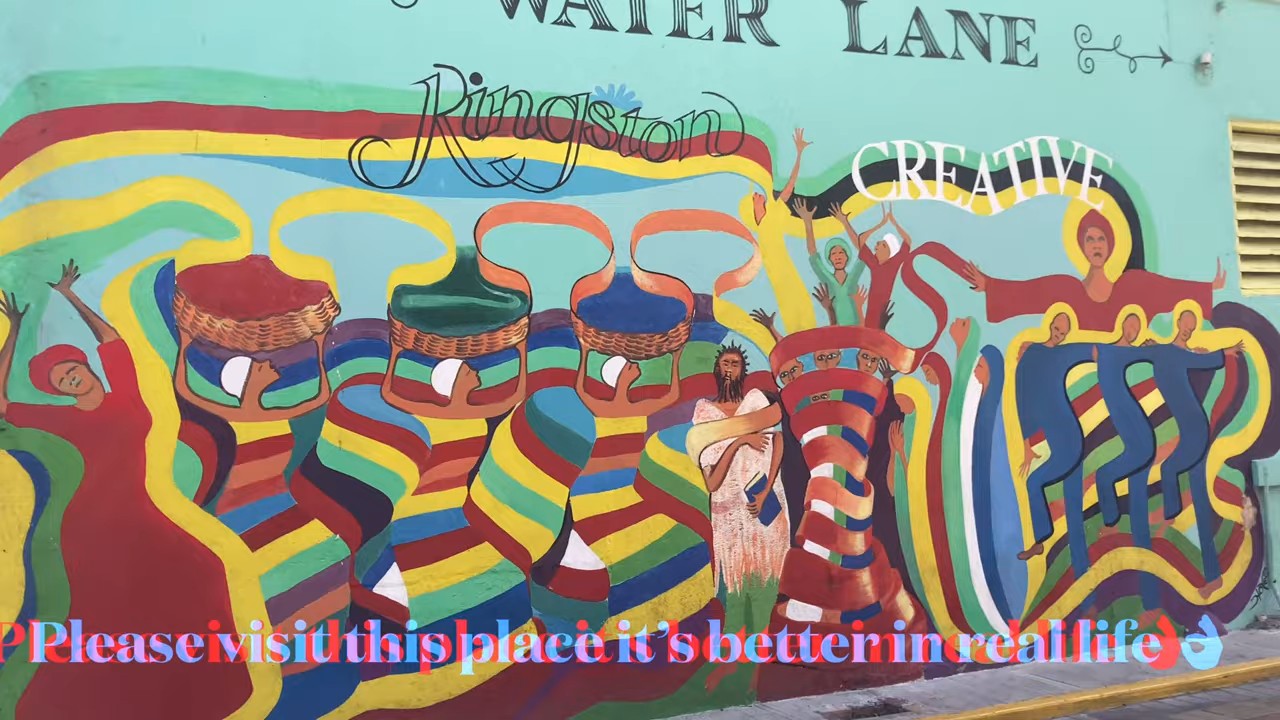 WATER LANE
Kingston
CREATIVE
Please visit this place it's better in real life 👌